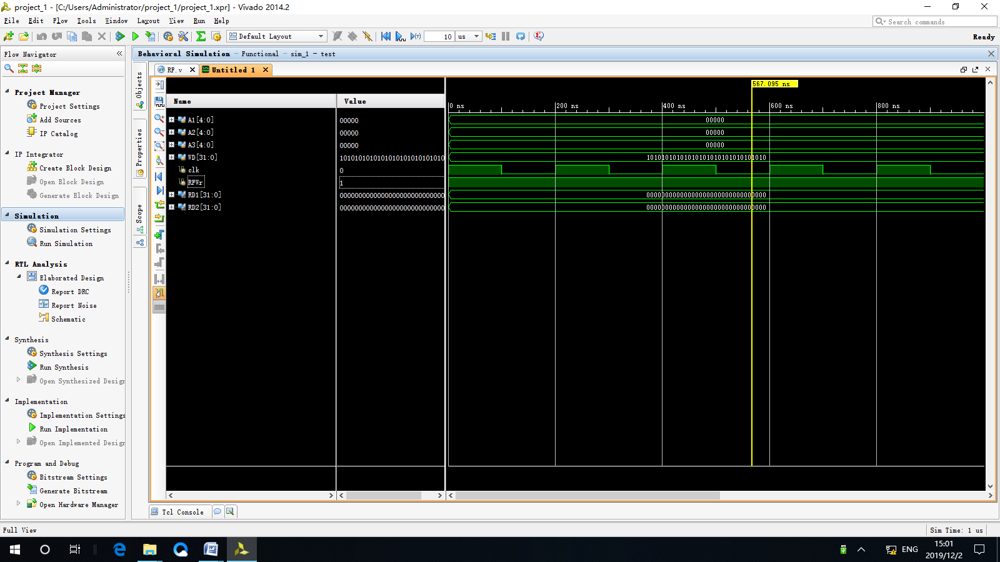 project_1 - [C:/Users/Administrator/project_1/project_1.xpr] - Vivado 2014.2
File Edit Flow Tools Window Layout View Run Help
Search commands
Default Layout
10 us
Ready
Flow Navigator
Behavioral Simulation - Functional - sim_1 - test
RF.v
Untitled 1
Objects
Properties
Scope
Project Manager
Project Settings
Add Sources
IP Catalog
IP Integrator
Create Block Design
Open Block Design
Generate Block Design
Simulation
Simulation Settings
Run Simulation
RTL Analysis
Elaborated Design
Report DRC
Report Noise
Schematic
Synthesis
Synthesis Settings
Run Synthesis
Open Synthesized Design
Implementation
Implementation Settings
Run Implementation
Open Implemented Design
Program and Debug
Bitstream Settings
Generate Bitstream
Open Hardware Manager
567.095 ns
Name Value
0 ns 200 ns 400 ns 600 ns 800 ns
A1[4:0] 00000 00000
A2[4:0] 00000 00000
A3[4:0] 00000 00000
WD[31:0] 1010101010101010101010101010 10101010101010101010101010101010
clk 0
RFWr 1
RD1[31:0] 0000000000000000000000000000 00000000000000000000000000000000
RD2[31:0] 0000000000000000000000000000 00000000000000000000000000000000
Tcl Console
Full View
Sim Time: 1 us
ENG
15:01
2019/12/2